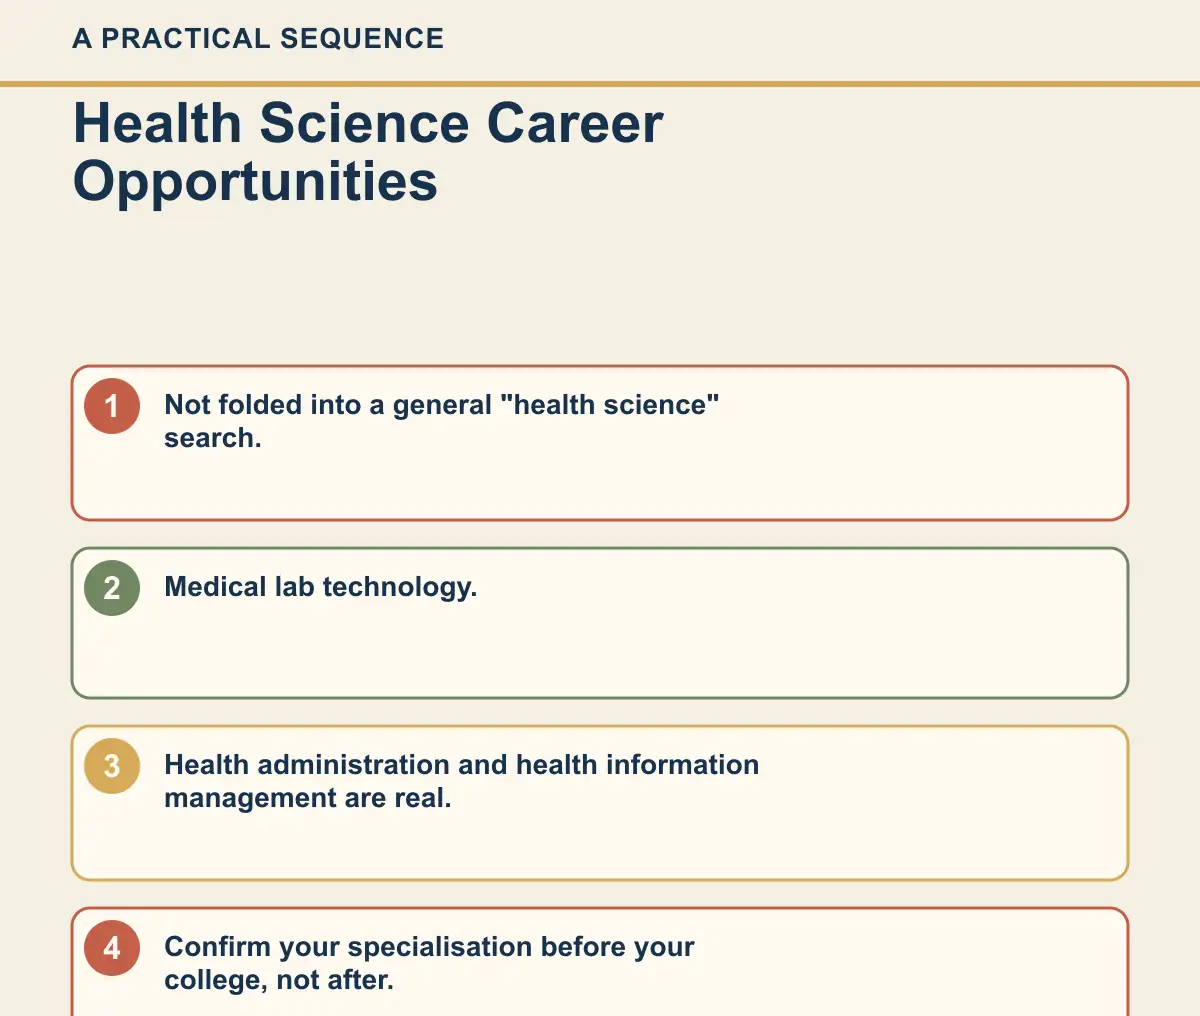 A PRACTICAL SEQUENCE
Health Science Career
Opportunities
1
Not folded into a general "health science"
search.
2
Medical lab technology.
3
Health administration and health information
management are real.
4
Confirm your specialisation before your
college, not after.